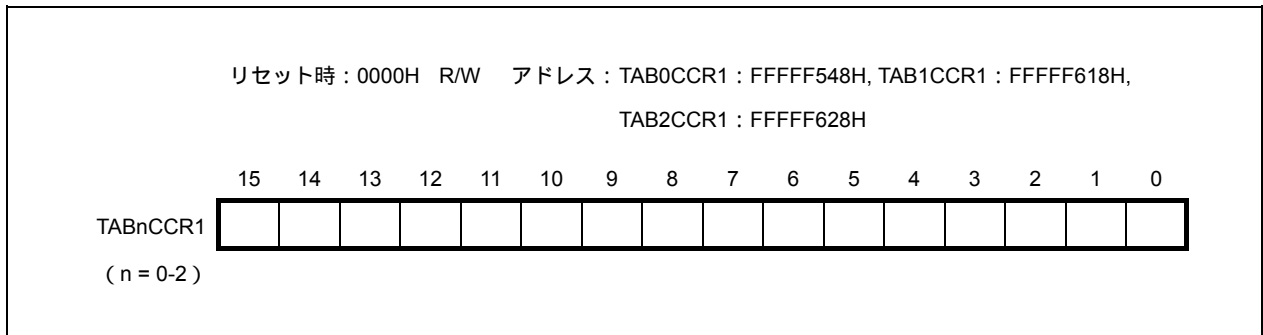 リセット時：0000H R/W アドレス：TAB0CCR1：FFFFF548H, TAB1CCR1：FFFFF618H,
TAB2CCR1：FFFFF628H
15 14 13 12 11 10 9 8 7 6 5 4 3 2 1 0
TABnCCR1
（n = 0-2）